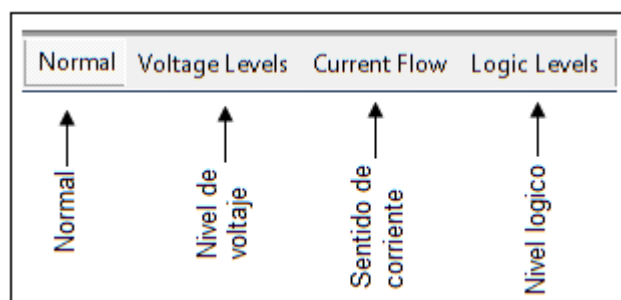 Normal Voltage Levels Current Flow Logic Levels
Normal
Nivel de
voltaje
Sentido de
corriente
Nivel logico